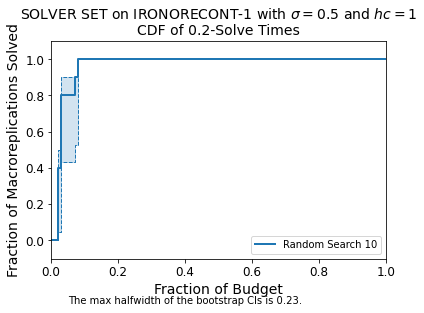 SOLVER SET on IRONORECONT-1 with σ = 0.5 and hc = 1
CDF of 0.2-Solve Times
Fraction of Macroreplications Solved
1.0
0.8
0.6
0.4
0.2
0.0
Random Search 10
0.0 0.2 0.4 0.6 0.8 1.0
Fraction of Budget
The max halfwidth of the bootstrap CIs is 0.23.